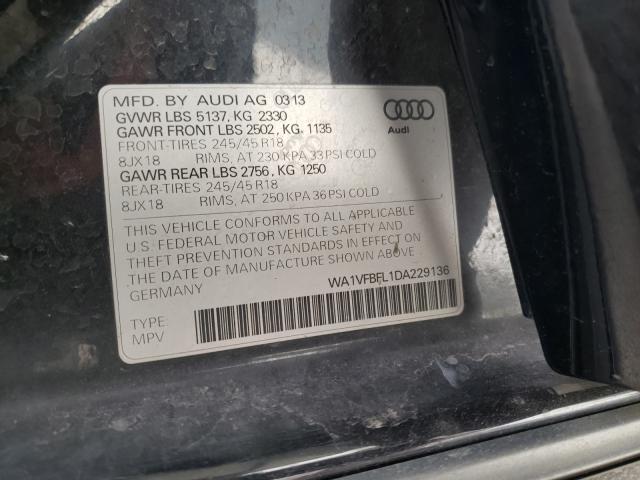 MFD. BY AUDI AG 03 13
GVWR LBS 5137, KG 2330
GAWR FRONT LBS 2502, KG. 1135
FRONT-TIRES 245/45 R18
8JX18 RIMS, AT 230 KPA 33 PSI COLD
GAWR REAR LBS 2756, KG 1250
REAR-TIRES 245/45 R18
8JX18 RIMS, AT 250 KPA 36 PSI COLD
THIS VEHICLE CONFORMS TO ALL APPLICABLE
U.S. FEDERAL MOTOR VEHICLE SAFETY AND
THEFT PREVENTION STANDARDS IN EFFECT ON
THE DATE OF MANUFACTURE SHOWN ABOVE.
GERMANY
WA1VFBFL1DA229136
TYPE:
MPV
Audi